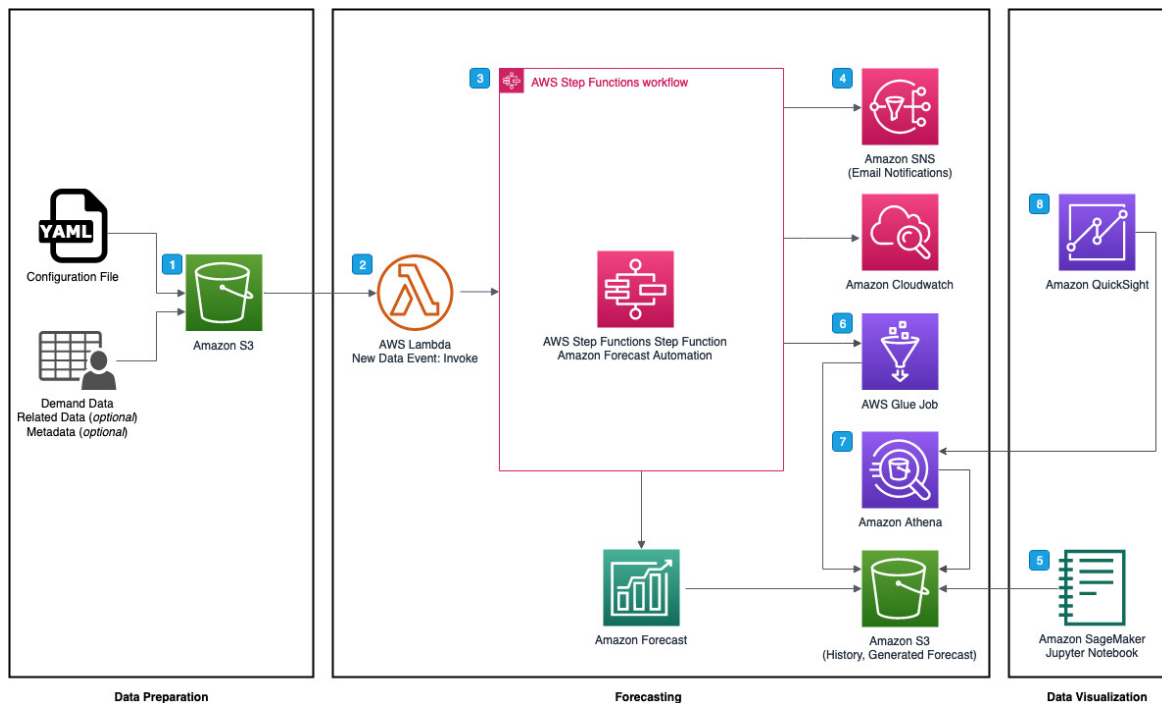 3
AWS Step Functions workflow
4
Amazon SNS
(Email Notifications)
YAML
Configuration File
1
Amazon S3
2
AWS Lambda
New Data Event: Invoke
AWS Step Functions Step Function
Amazon Forecast Automation
Amazon Cloudwatch
8
Amazon QuickSight
6
AWS Glue Job
Demand Data
Related Data (optional)
Metadata (optional)
7
Amazon Athena
Amazon Forecast
Amazon S3
(History, Generated Forecast)
5
Amazon SageMaker
Jupyter Notebook
Data Preparation
Forecasting
Data Visualization